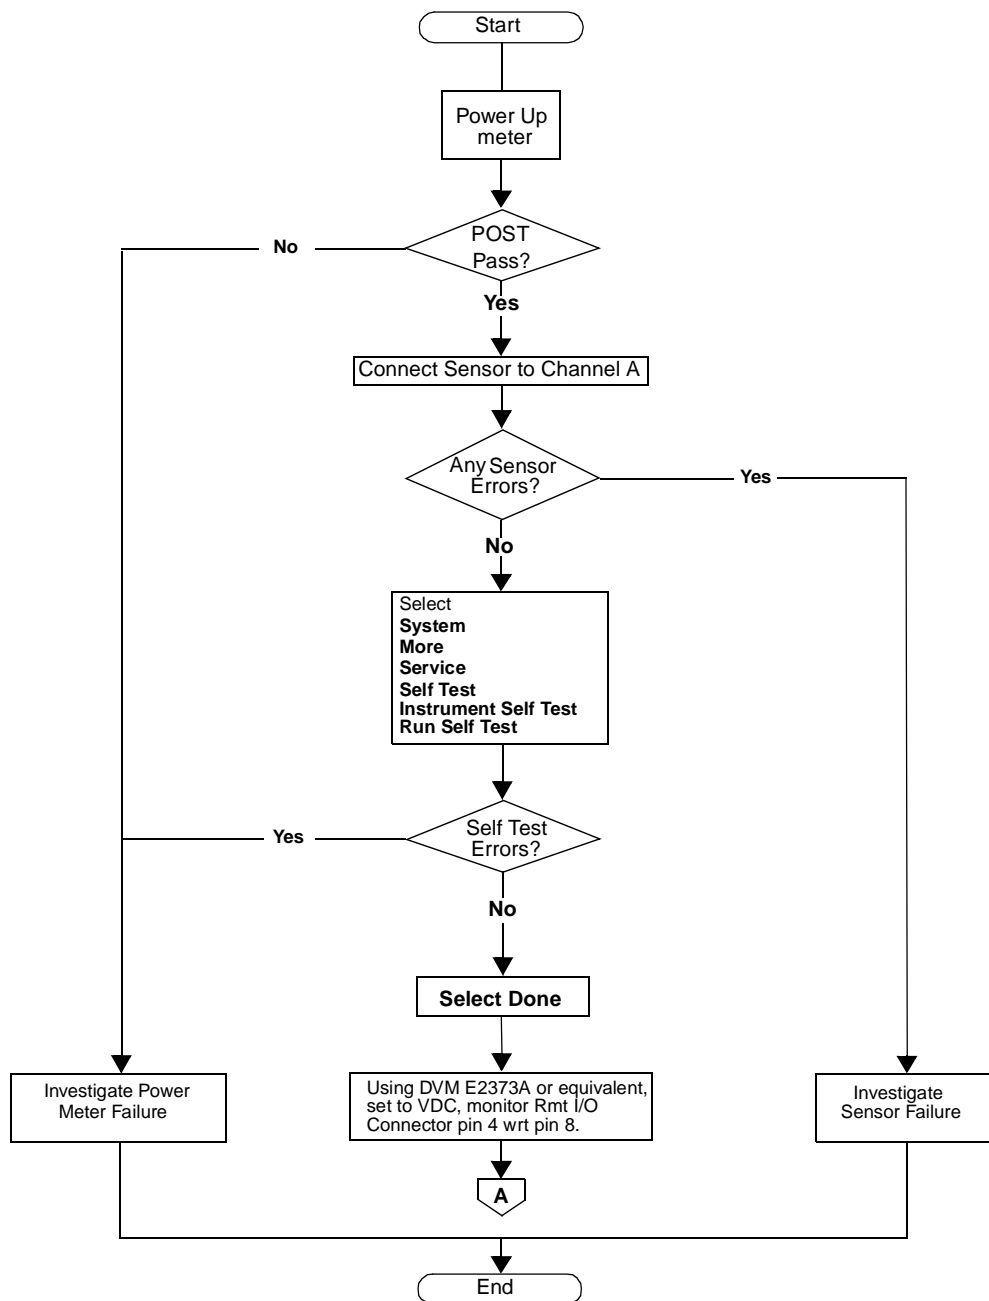 Start
Power Up
meter
POST
Pass?
No
Yes
Connect Sensor to Channel A
Any Sensor
Errors?
Yes
No
Select
System
More
Service
Self Test
Instrument Self Test
Run Self Test
Self Test
Errors?
Yes
No
Select Done
Investigate Power
Meter Failure
Using DVM E2373A or equivalent,
set to VDC, monitor Rmt I/O
Connector pin 4 wrt pin 8.
Investigate
Sensor Failure
A
End